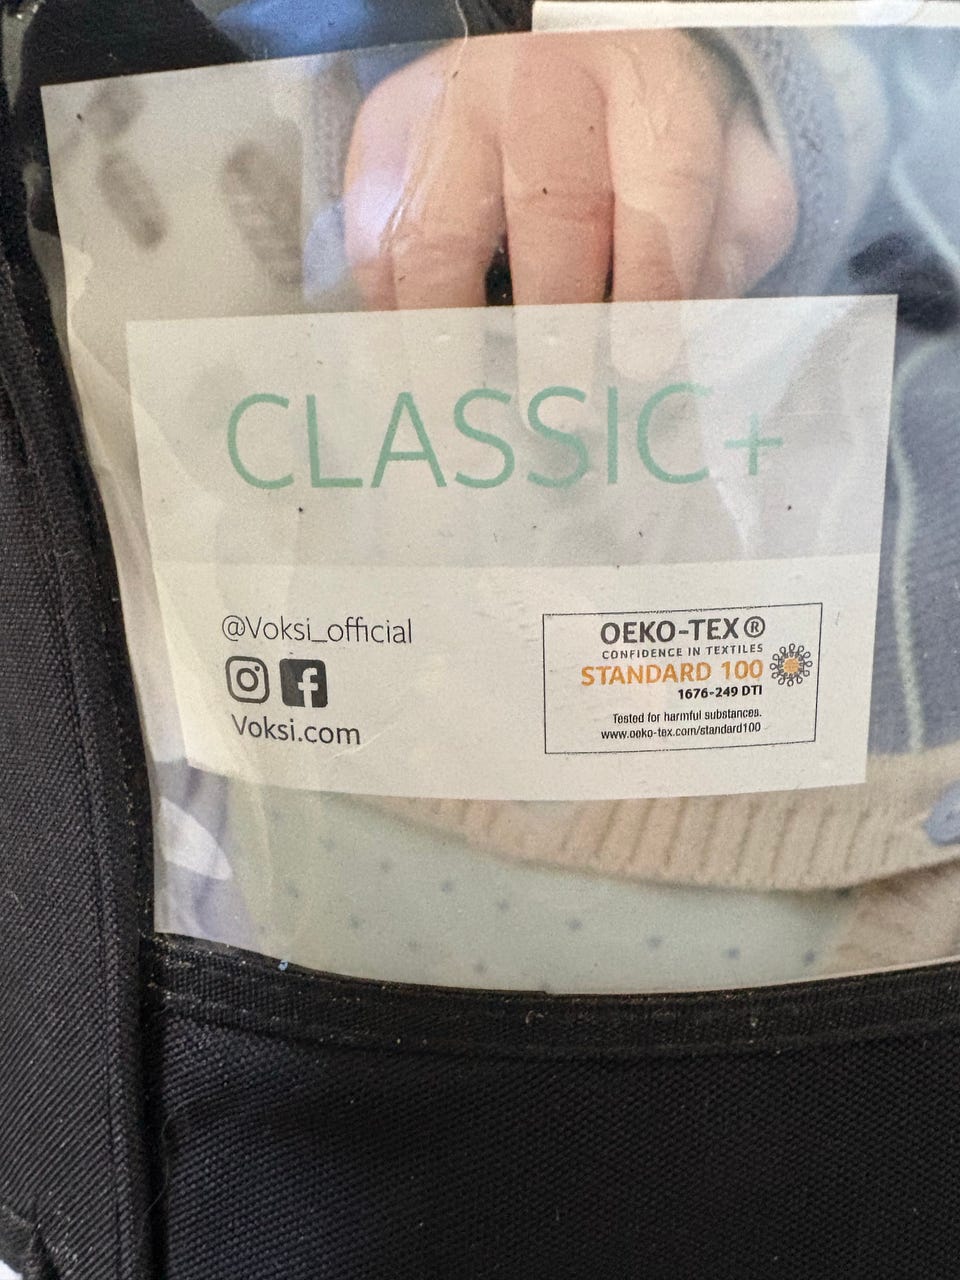 CLASSIC+
@Voksi_official
Voksi.com
OEKO-TEX®
CONFIDENCE IN TEXTILES
STANDARD 100
1676-249 DTI
Tested for harmful substances.
www.oeko-tex.com/standard100